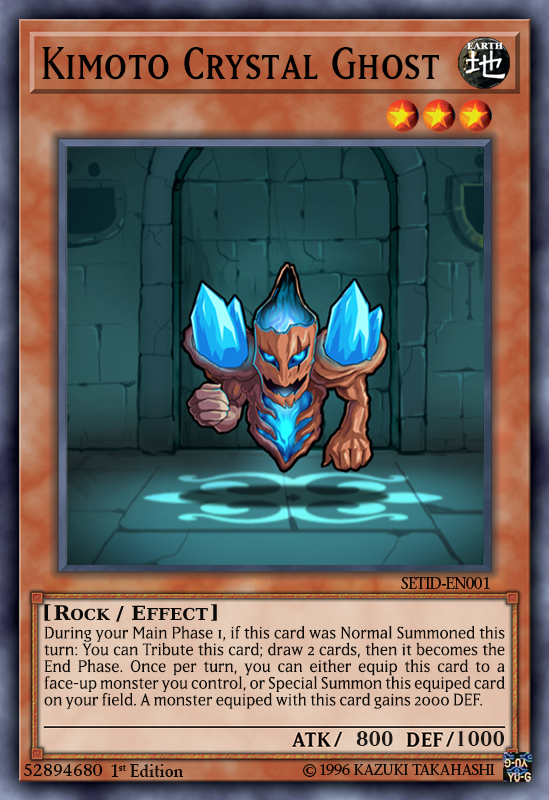 Kimoto Crystal Ghost
EARTH
地
SETID-EN001
[Rock / Effect]
During your Main Phase 1, if this card was Normal Summoned this
turn: You can Tribute this card; draw 2 cards, then it becomes the
End Phase. Once per turn, you can either equip this card to a
face-up monster you control, or Special Summon this equiped card
on your field. A monster equiped with this card gains 2000 DEF.
ATK/ 800 DEF/1000
52894680 1st Edition © 1996 KAZUKI TAKAHASHI
YU-G
YU-G